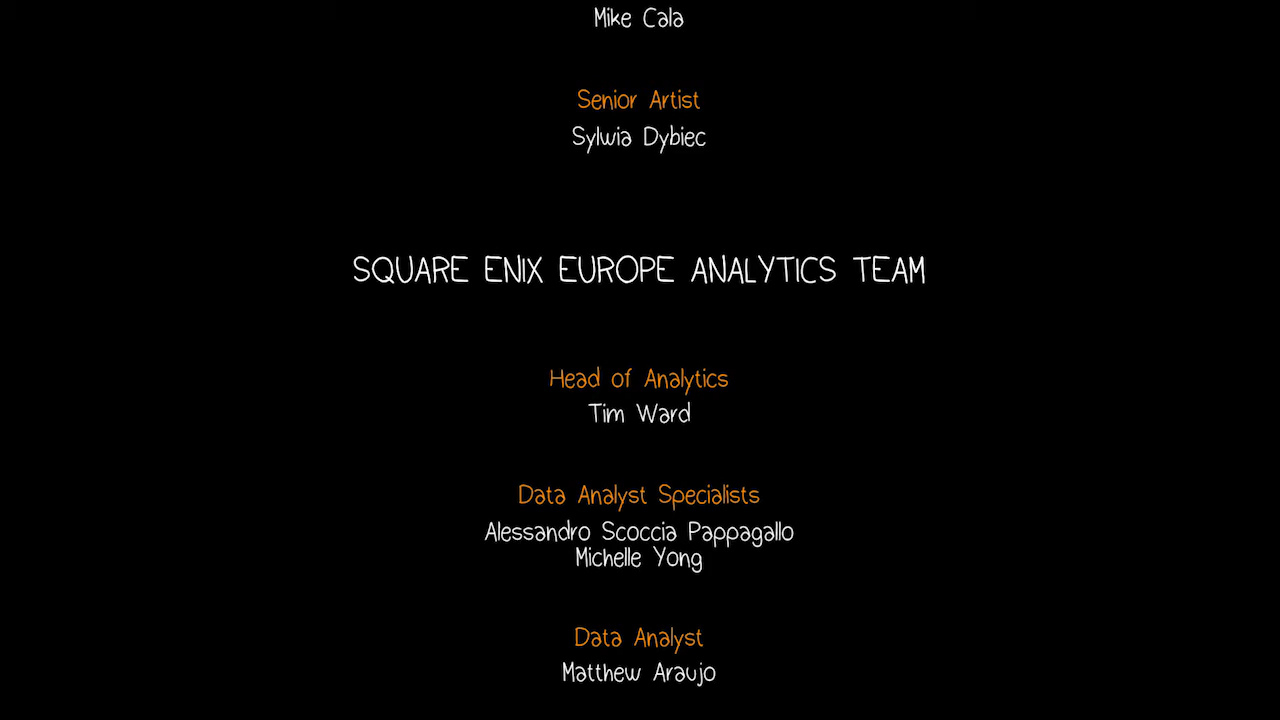 Mike Cala
Senior Artist
Sylwia Dybiec
SQUARE ENIX EUROPE ANALYTICS TEAM
Head of Analytics
Tim Ward
Data Analyst Specialists
Alessandro Scoccia Pappagallo
Michelle Yong
Data Analyst
Matthew Araujo